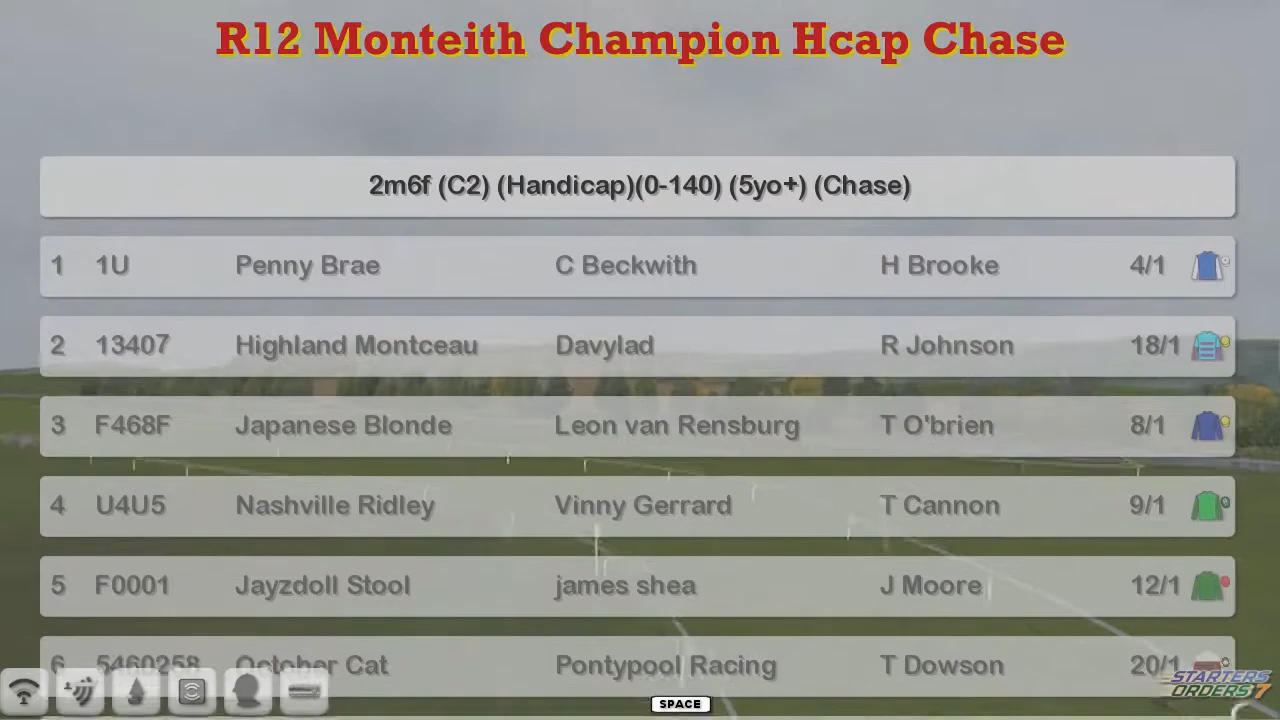 R12 Monteith Champion Hcap Chase
2m6f (C2) (Handicap)(0-140) (5yo+) (Chase)
1 1U Penny Brae C Beckwith H Brooke 4/1
2 13407 Highland Montceau Davylad R Johnson 18/1
3 F468F Japanese Blonde Leon van Rensburg T O'brien 8/1
4 U4U5 Nashville Ridley Vinny Gerrard T Cannon 9/1
5 F0001 Jayzdoll Stool james shea J Moore 12/1
6 5460258 October Cat Pontypool Racing T Dowson 20/1
STARTERS
ORDERS 7
SPACE